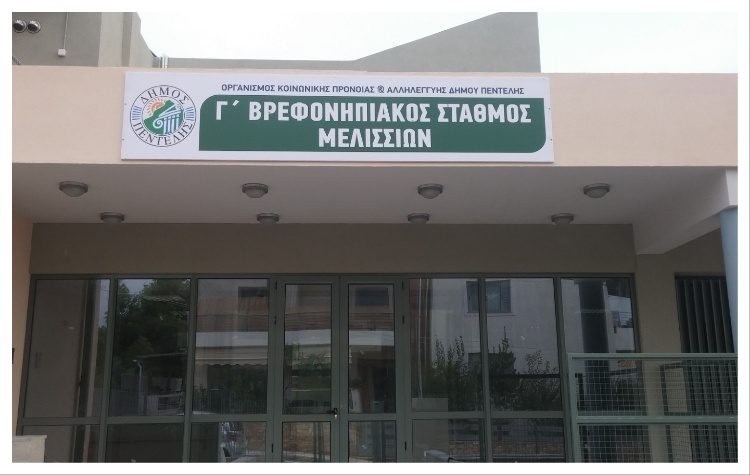 ΟΡΓΑΝΙΣΜΟΣ ΚΟΙΝΩΝΙΚΗΣ ΠΡΟΝΟΙΑΣ & ΑΛΛΗΛΕΓΓΥΗΣ ΔΗΜΟΥ ΠΕΝΤΕΛΗΣ
ΔΗΜΟΣ
ΠΕΝΤΕΛΗΣ
Γ΄ ΒΡΕΦΟΝΗΠΙΑΚΟΣ ΣΤΑΘΜΟΣ
ΜΕΛΙΣΣΙΩΝ